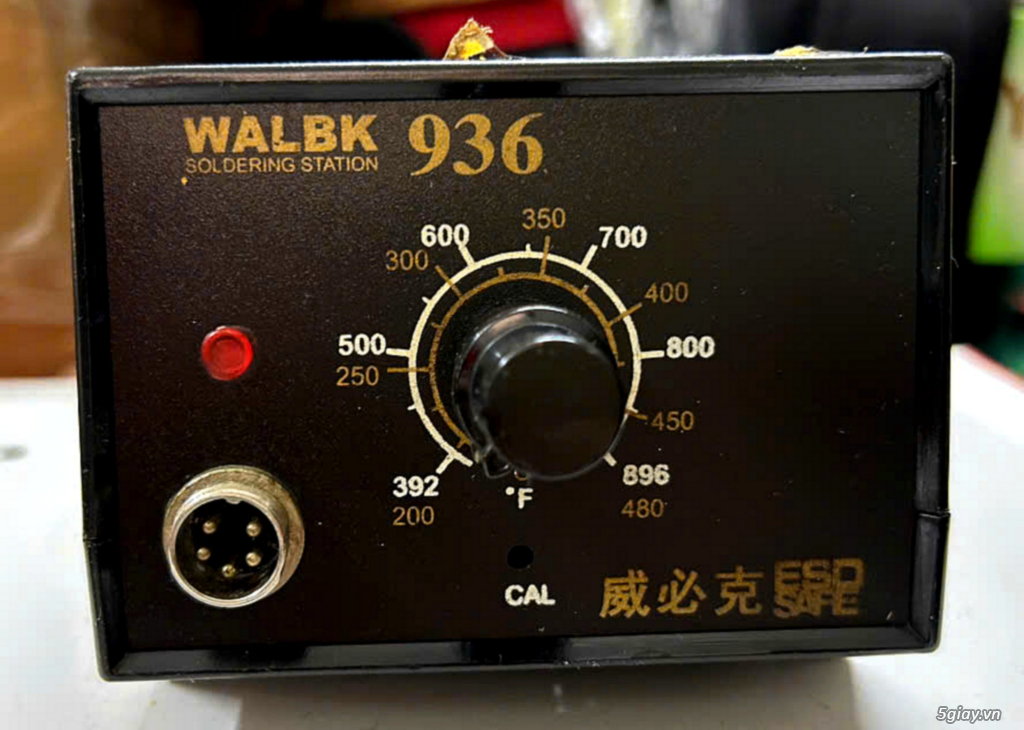 WALBK 936
SOLDERING STATION
350
600
700
300
400
500
800
250
450
392
896
°F
200
480
CAL
威必克 ESD
SAFE
5giay.vn